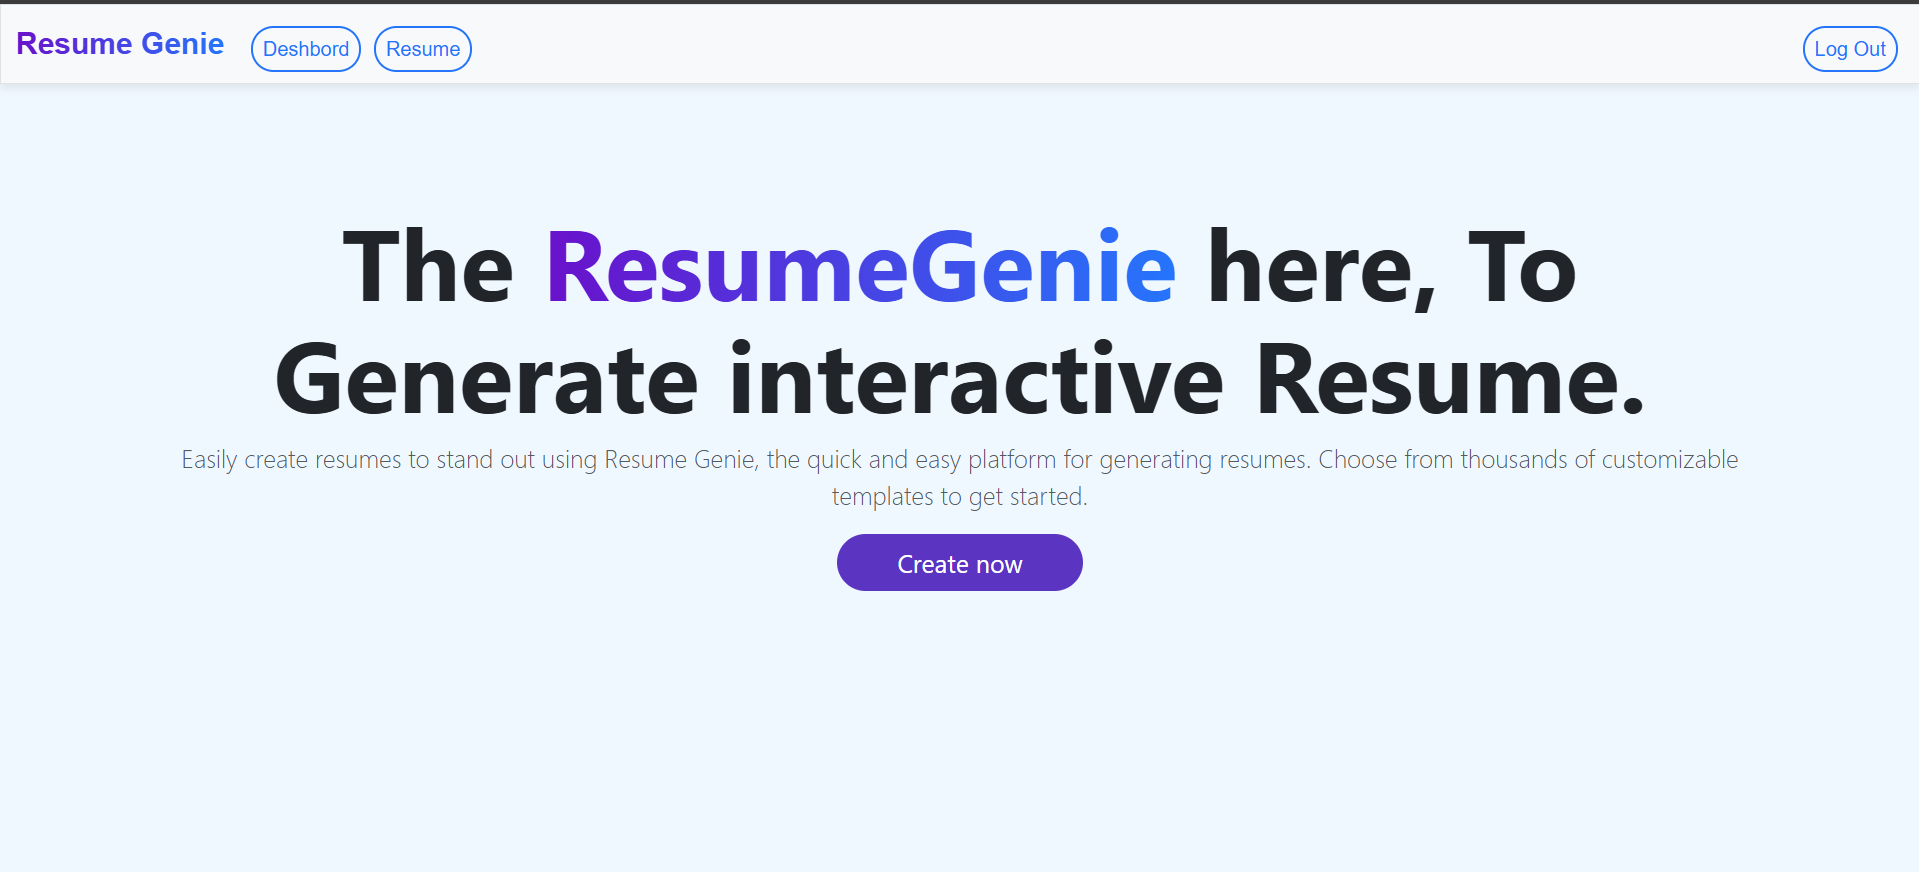 Resume Genie
Deshbord
Resume
Log Out
The ResumeGenie here, To
Generate interactive Resume.
Easily create resumes to stand out using Resume Genie, the quick and easy platform for generating resumes. Choose from thousands of customizable
templates to get started.
Create now